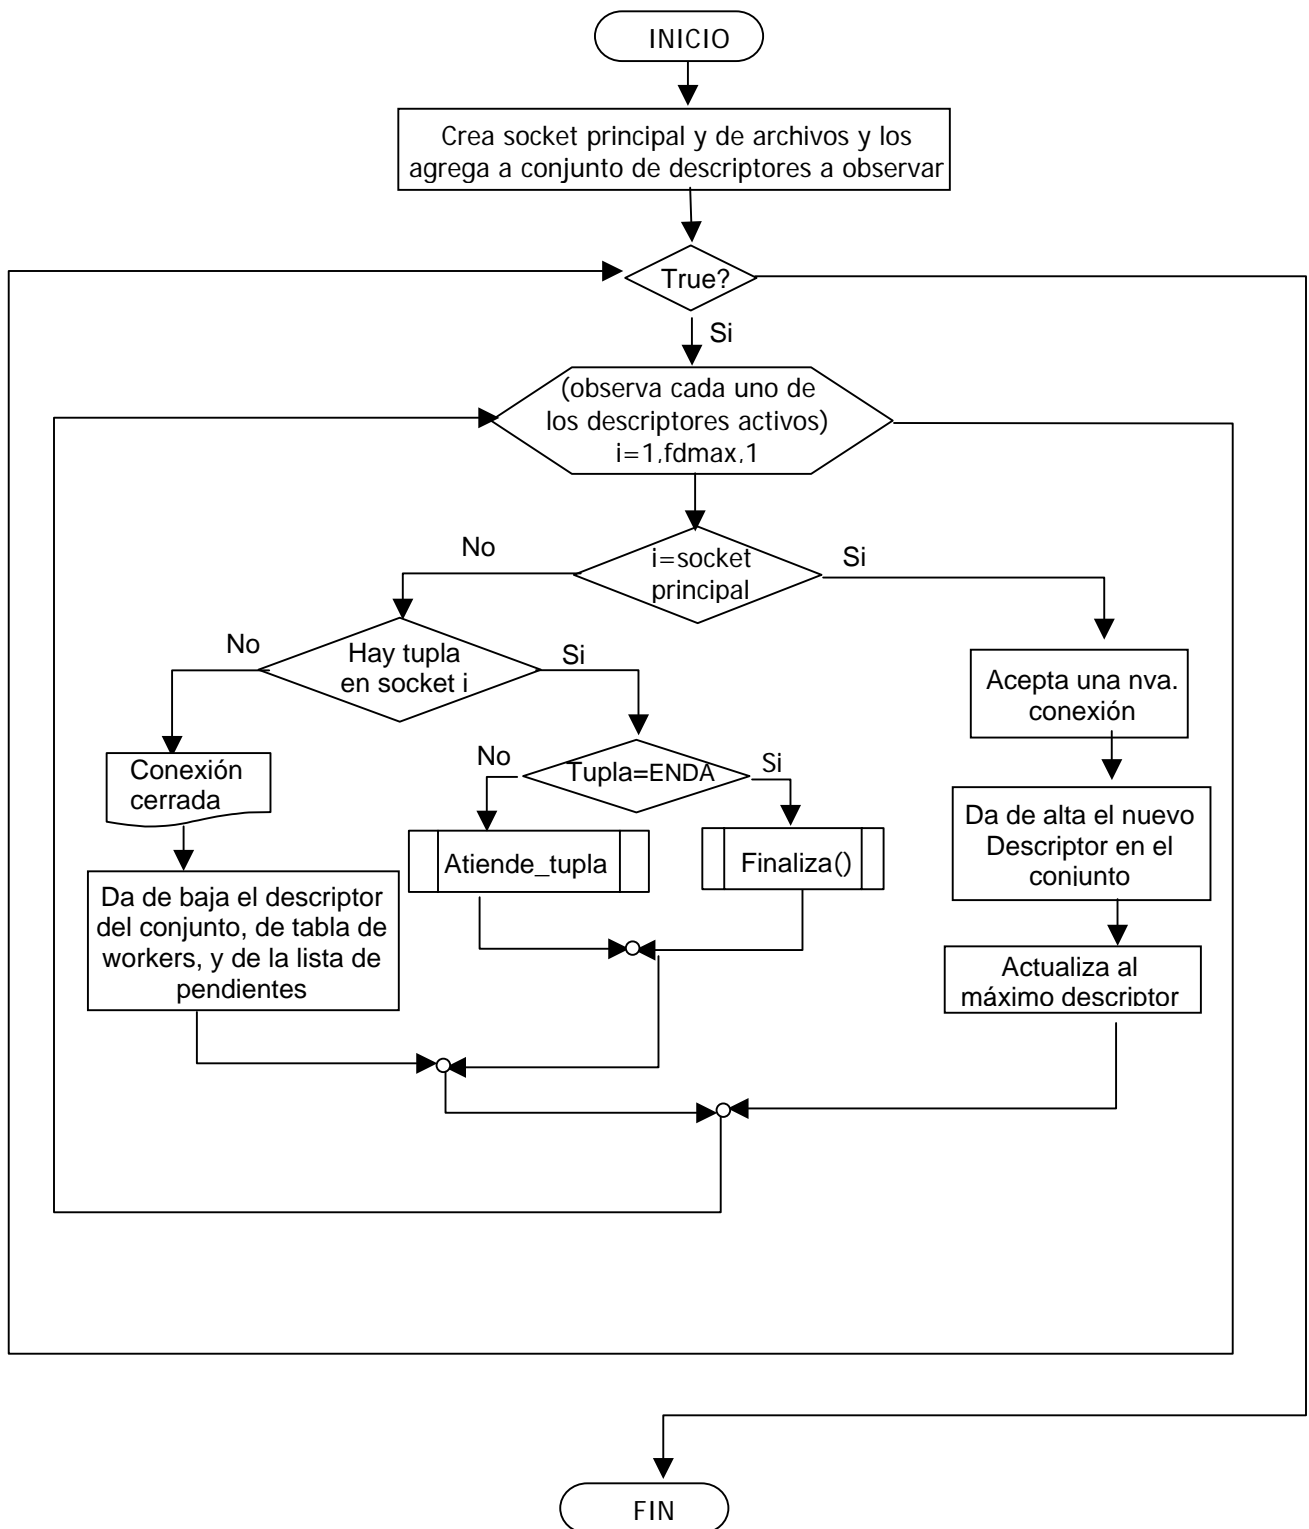 INICIO
Crea socket principal y de archivos y los
agrega a conjunto de descriptores a observar
True?
Si
(observa cada uno de
los descriptores activos)
i=1,fdmax,1
No
i=socket
principal
Si
No
Hay tupla
en socket i
Si
Acepta una nva.
conexión
Conexión
cerrada
No
Tupla=ENDA
Si
Da de alta el nuevo
Descriptor en el
conjunto
Atiende_tupla
Finaliza()
Da de baja el descriptor
del conjunto, de tabla de
workers, y de la lista de
pendientes
Actualiza al
máximo descriptor
FIN